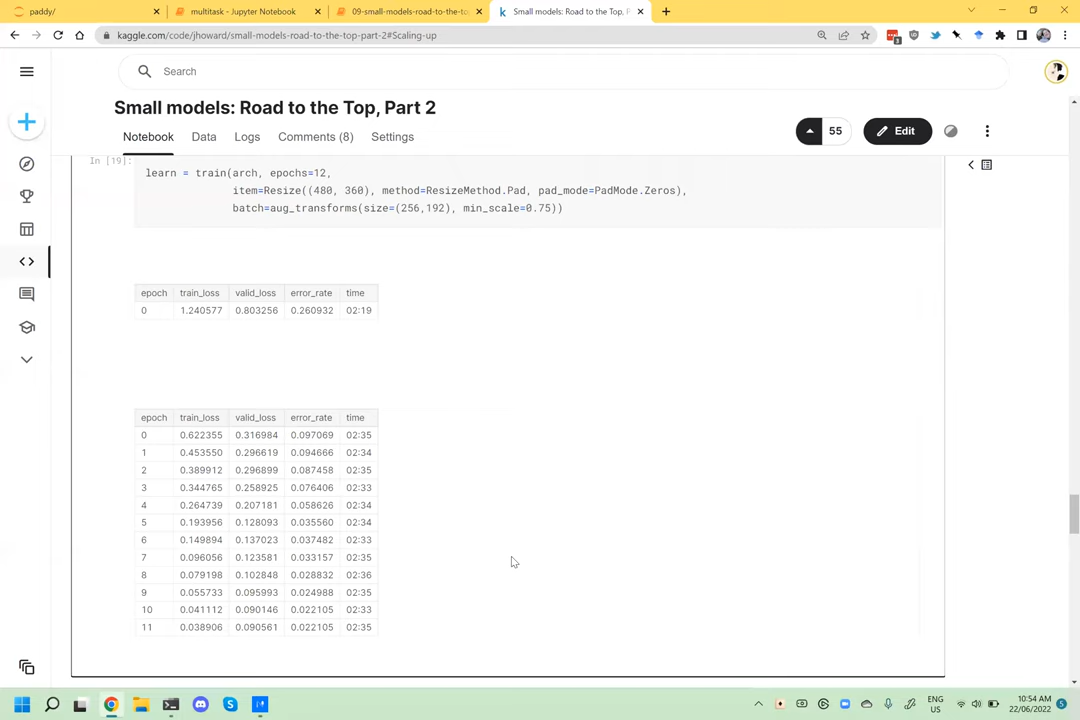 paddy/
multitask - Jupyter Notebook
09-small-models-road-to-the-to
Small models: Road to the Top, P
kaggle.com/code/jhoward/small-models-road-to-the-top-part-2#Scaling-up
3
Search
Small models: Road to the Top, Part 2
Notebook Data Logs Comments (8) Settings
55
Edit
In [19]:
learn = train(arch, epochs=12,
item=Resize((480, 360), method=ResizeMethod.Pad, pad_mode=PadMode.Zeros),
batch=aug_transforms(size=(256,192), min_scale=0.75))
epoch train_loss valid_loss error_rate time
0 1.240577 0.803256 0.260932 02:19
epoch train_loss valid_loss error_rate time
0 0.622355 0.316984 0.097069 02:35
1 0.453550 0.296619 0.094666 02:34
2 0.389912 0.296899 0.087458 02:35
3 0.344765 0.258925 0.076406 02:33
4 0.264739 0.207181 0.058626 02:34
5 0.193956 0.128093 0.035560 02:34
6 0.149894 0.137023 0.037482 02:33
7 0.096056 0.123581 0.033157 02:35
8 0.079198 0.102848 0.028832 02:36
9 0.055733 0.095993 0.024988 02:35
10 0.041112 0.090146 0.022105 02:33
11 0.038906 0.090561 0.022105 02:35
ENG
US
10:54 AM
22/06/2022
5